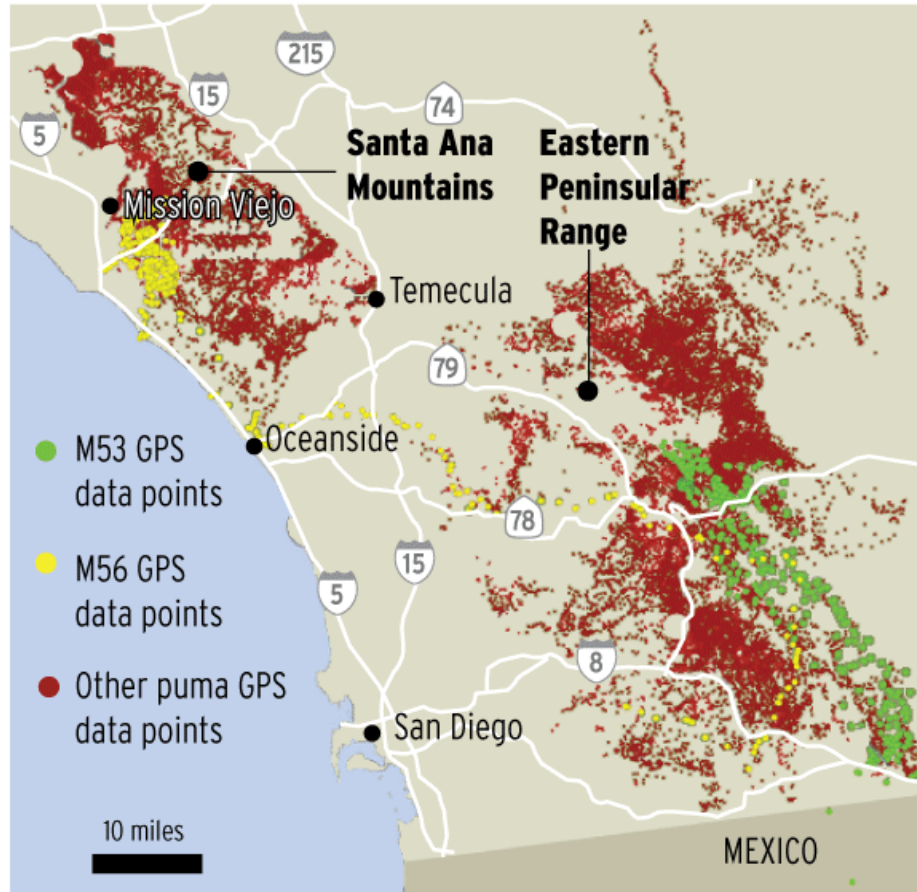 215
15
74
5
Santa Ana
Mountains
Eastern
Peninsular
Range
Mission Viejo
Temecula
79
Oceanside
M53 GPS
data points
78
M56 GPS
data points
15
5
8
Other puma GPS
data points
San Diego
10 miles
MEXICO